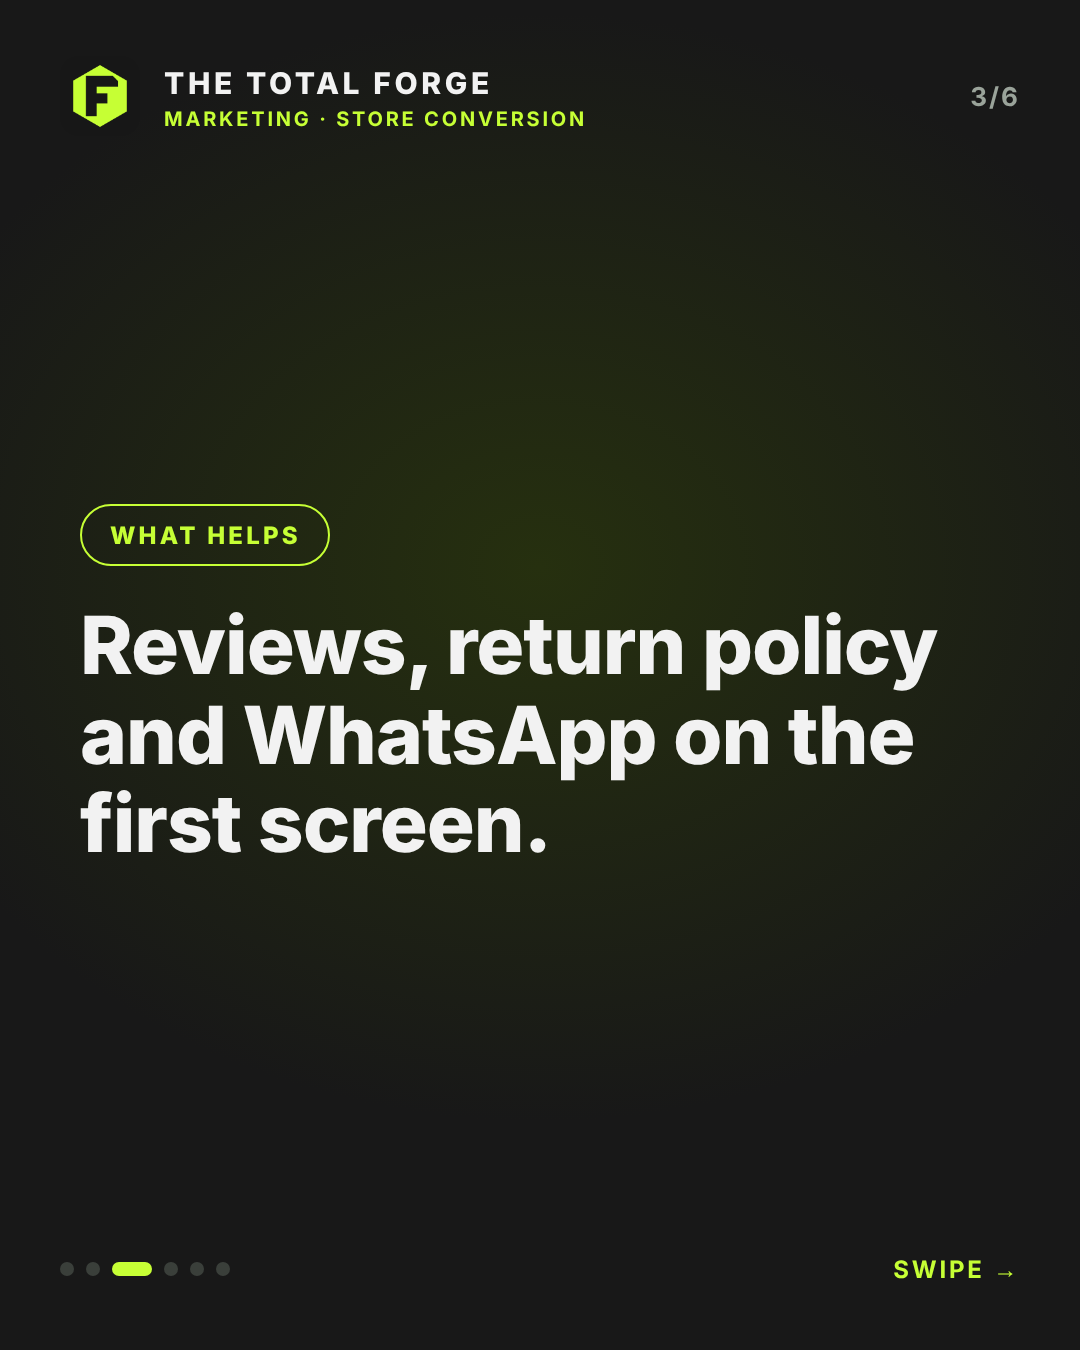 THE TOTAL FORGE
MARKETING · STORE CONVERSION
3/6
WHAT HELPS
Reviews, return policy
and WhatsApp on the
first screen.
SWIPE →